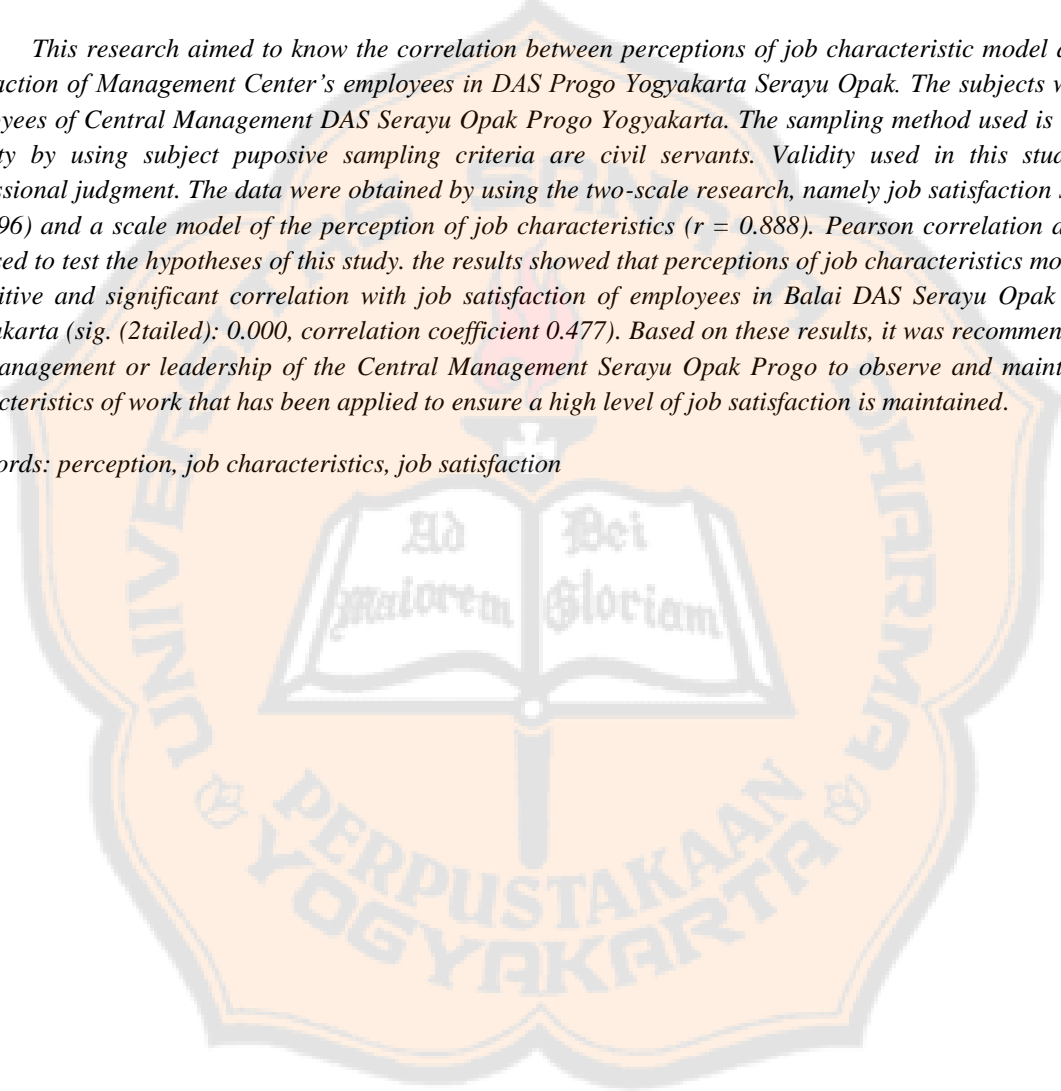 This research aimed to know the correlation between perceptions of job characteristic model a
action of Management Center's employees in DAS Progo Yogyakarta Serayu Opak. The subjects w
oyees of Central Management DAS Serayu Opak Progo Yogyakarta. The sampling method used is
ty by using subject puposive sampling criteria are civil servants. Validity used in this stud
ssional judgment. The data were obtained by using the two-scale research, namely job satisfaction s
96) and a scale model of the perception of job characteristics (r = 0.888). Pearson correlation a
sed to test the hypotheses of this study. the results showed that perceptions of job characteristics mo
itive and significant correlation with job satisfaction of employees in Balai DAS Serayu Opak
akarta (sig. (2tailed): 0.000, correlation coefficient 0.477). Based on these results, it was recommen
anagement or leadership of the Central Management Serayu Opak Progo to observe and maint
cteristics of work that has been applied to ensure a high level of job satisfaction is maintained.
ords: perception, job characteristics, job satisfaction
UNIVERSITAS SANATA DHARMA
Ad Dei
Maiorem Gloriam
PERPUSTAKAAN
YOGYAKARTA